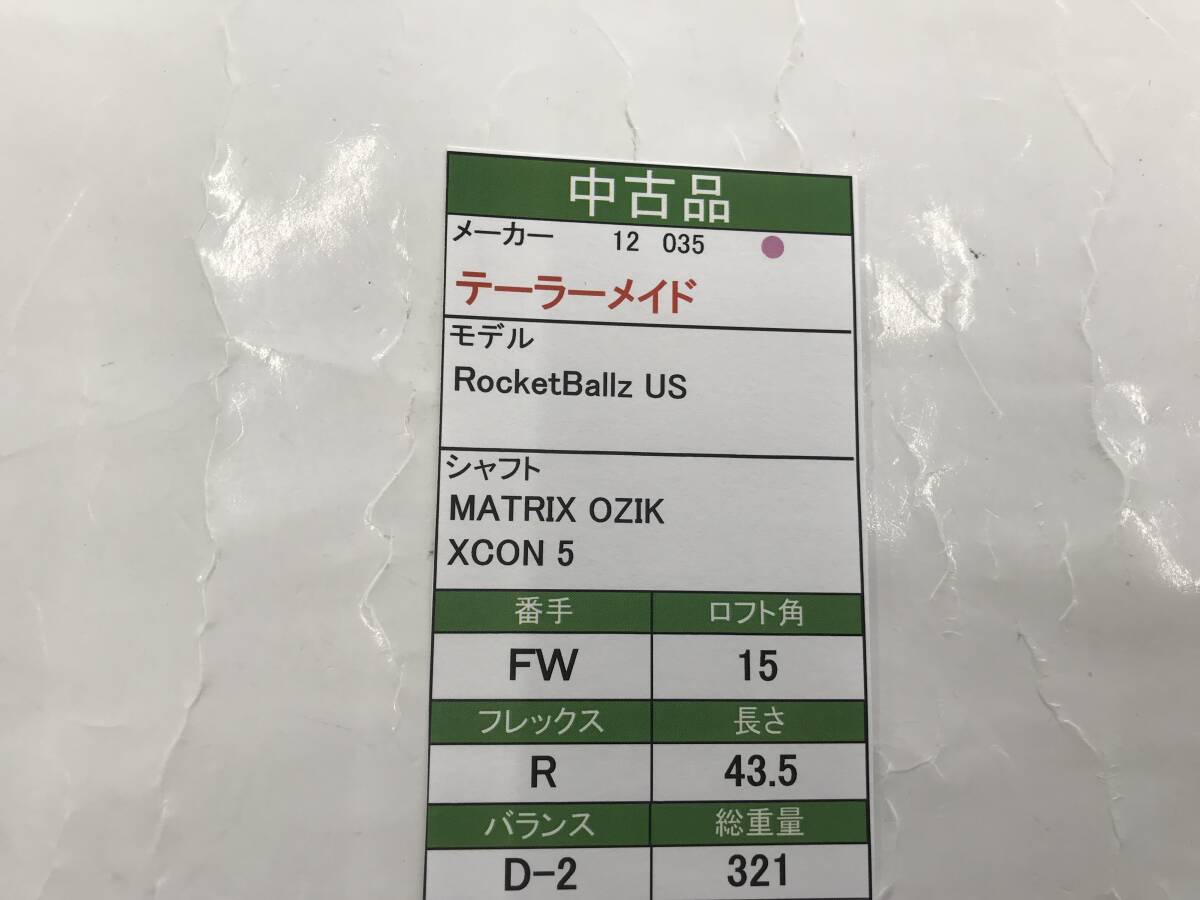 中古品
メーカー 12 035
テーラーメイド
モデル
RocketBallz US
シャフト
MATRIX OZIK
XCON 5
番手 ロフト角
FW 15
フレックス 長さ
R 43.5
バランス 総重量
D-2 321